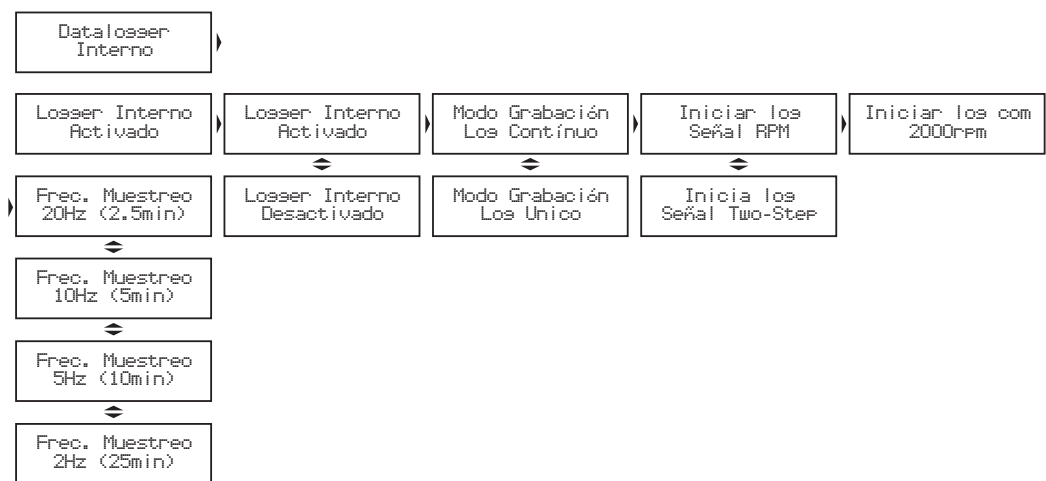 Datalogger
Interno
Logger Interno
Activado
Logger Interno
Activado
Modo Grabación
Log Contínuo
Iniciar log
Señal RPM
Iniciar log com
2000rpm
Frec. Muestreo
20Hz (2.5min)
Logger Interno
Desactivado
Modo Grabación
Log Unico
Inicia log
Señal Two-Step
Frec. Muestreo
10Hz (5min)
Frec. Muestreo
5Hz (10min)
Frec. Muestreo
2Hz (25min)